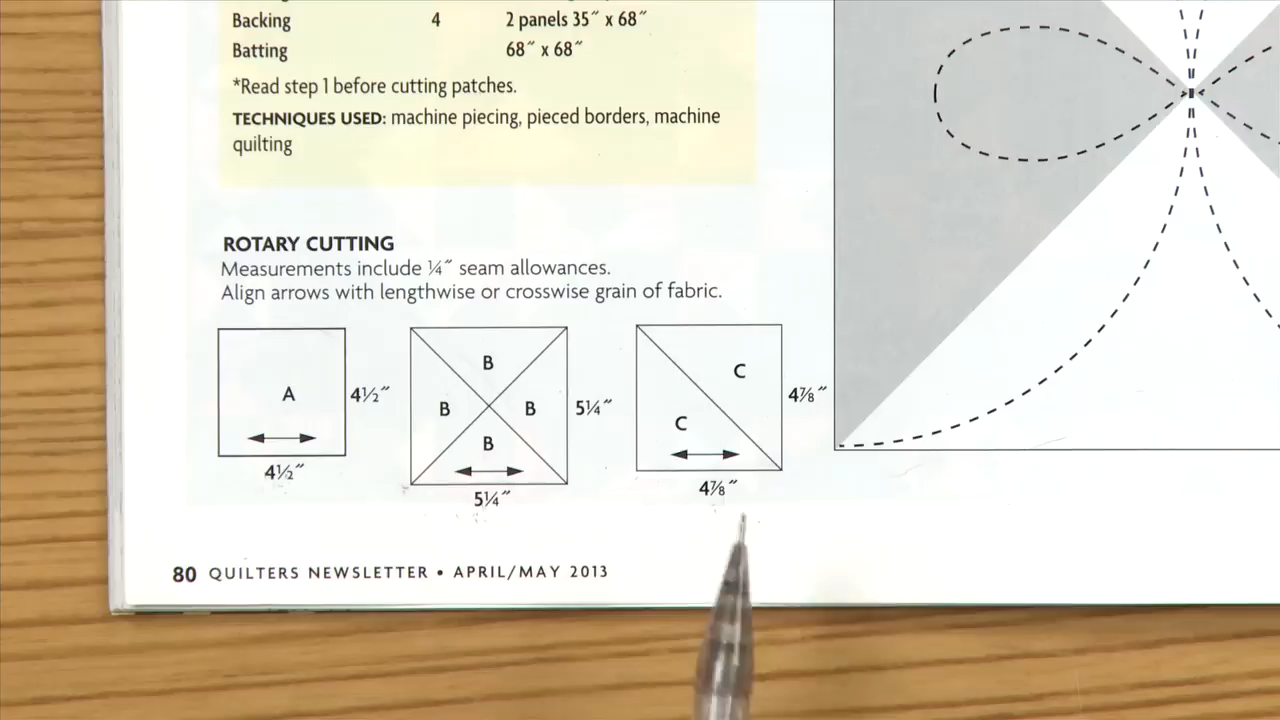 Backing 4 2 panels 35″ x 68″
Batting 68″ x 68″
*Read step 1 before cutting patches.
TECHNIQUES USED: machine piecing, pieced borders, machine
quilting
ROTARY CUTTING
Measurements include ¼″ seam allowances.
Align arrows with lengthwise or crosswise grain of fabric.
A
4½″
4½″
B
B
B
B
5¼″
5¼″
C
C
4⅞″
4⅞″
80 QUILTERS NEWSLETTER • APRIL/MAY 2013